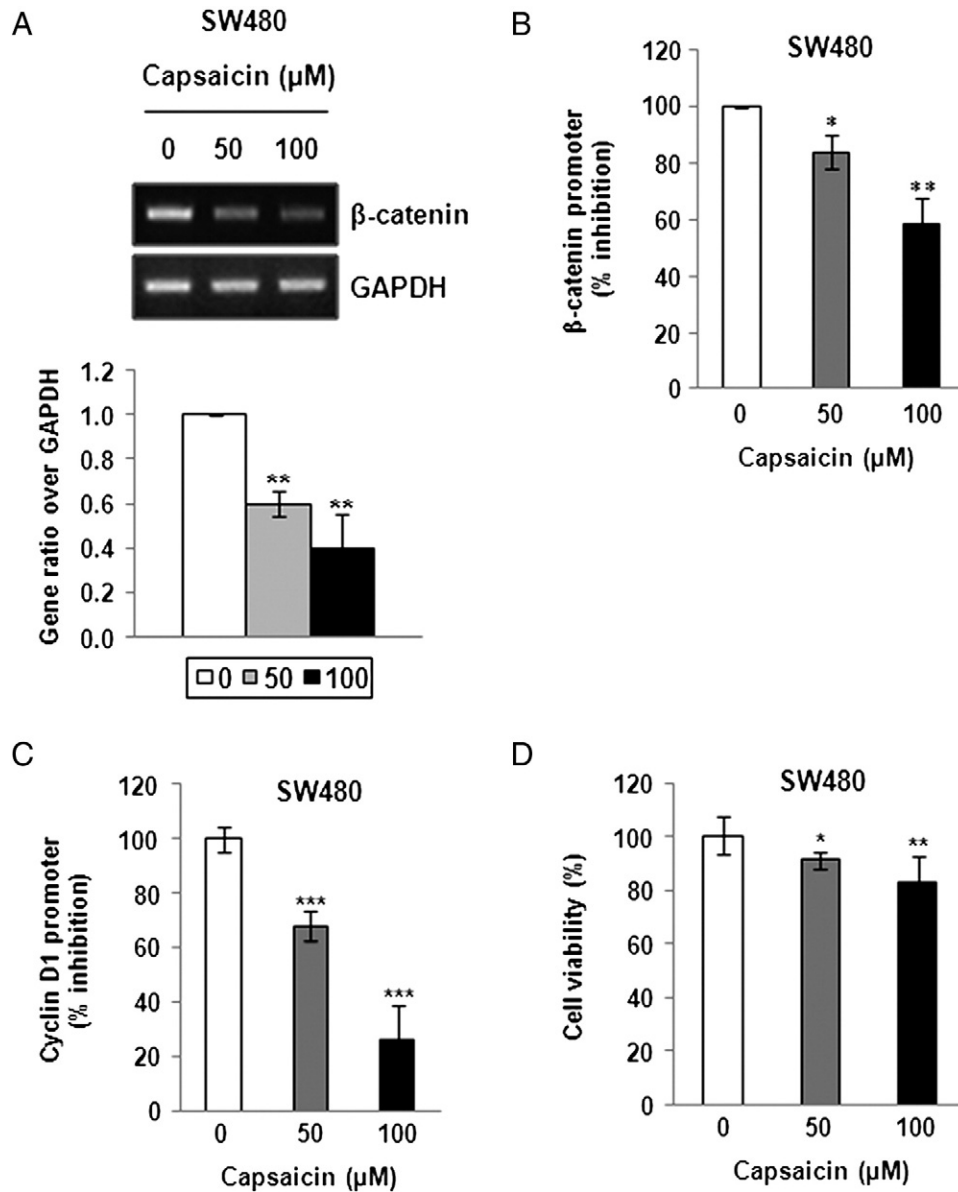 A
SW480
Capsaicin (µM)
0 50 100
β-catenin
GAPDH
Gene ratio over GAPDH
1.2
1.0
0.8
0.6
0.4
0.2
0.0
**
**
0 50 100
B
SW480
β-catenin promoter
(% inhibition)
120
100
80
60
40
20
0
*
**
0 50 100
Capsaicin (µM)
C
SW480
Cyclin D1 promoter
(% inhibition)
120
100
80
60
40
20
0
***
***
0 50 100
Capsaicin (µM)
D
SW480
Cell viability (%)
120
100
80
60
40
20
0
*
**
0 50 100
Capsaicin (µM)